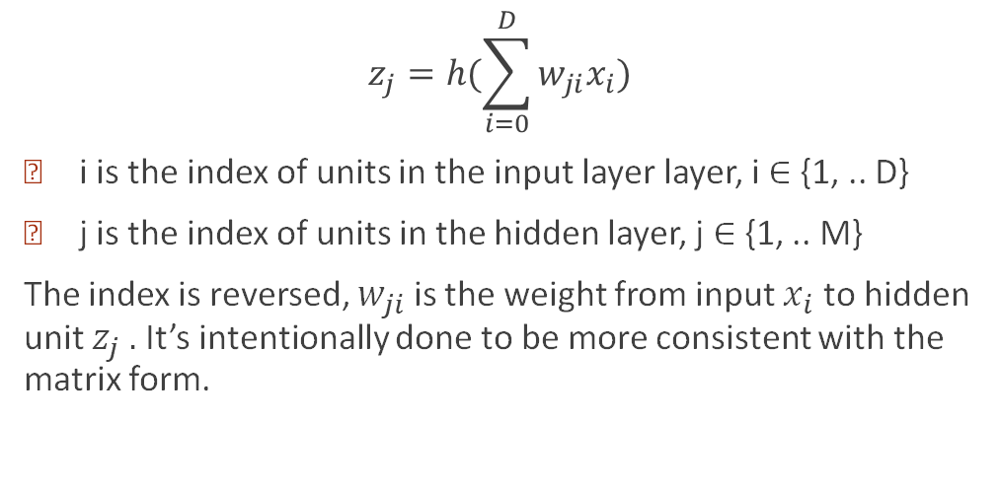 z_j = h(∑_{i=0}^{D} w_{ji} x_i)
i is the index of units in the input layer layer, i ∈ {1, .. D}
j is the index of units in the hidden layer, j ∈ {1, .. M}
The index is reversed, w_{ji} is the weight from input x_i to hidden
unit z_j . It’s intentionally done to be more consistent with the
matrix form.